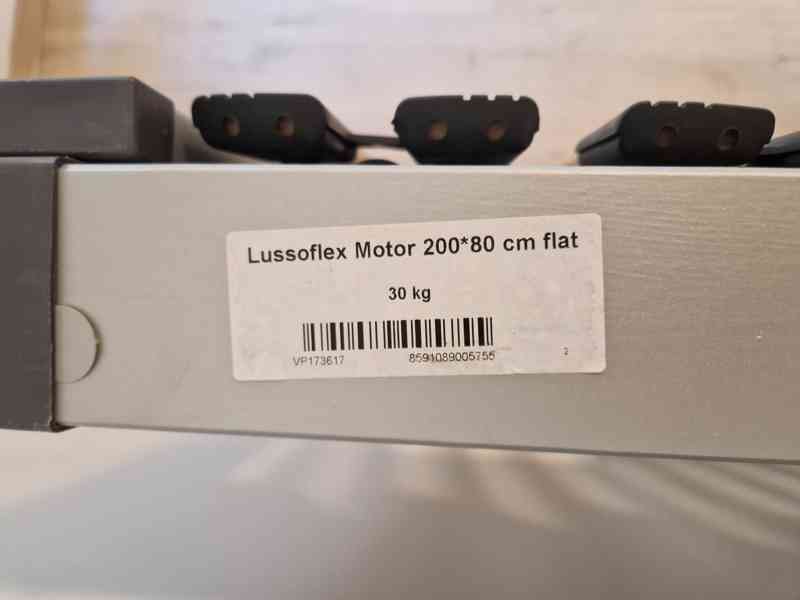 Lussoflex Motor 200*80 cm flat
30 kg
VP173617 8591089005755 2